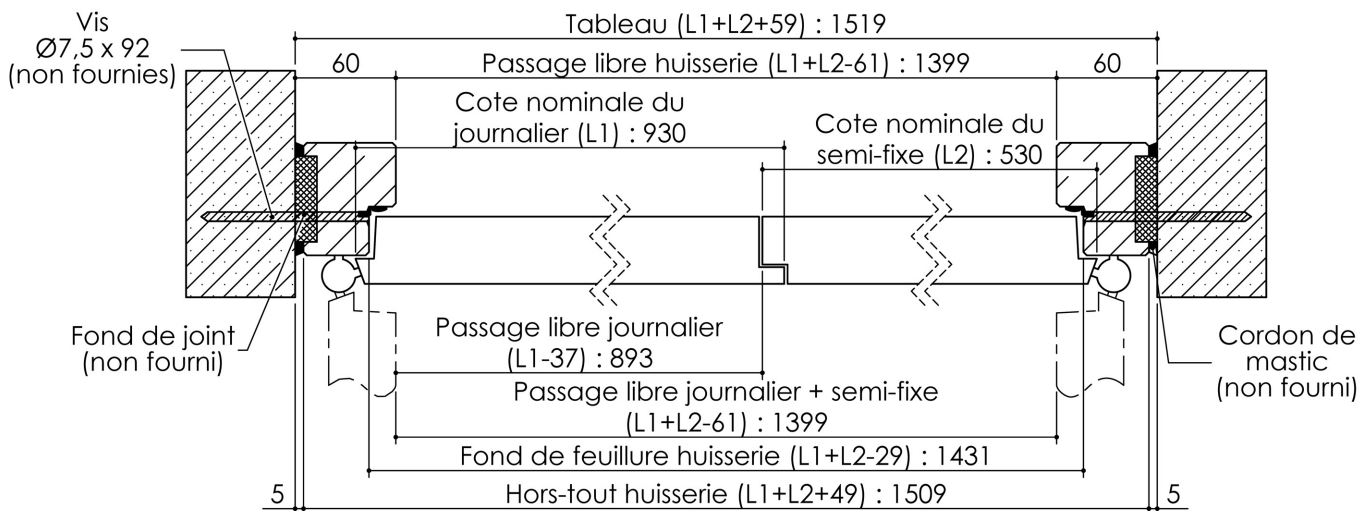 Vis
Ø7,5 x 92
(non fournies)
Tableau (L1+L2+59) : 1519
60
Passage libre huisserie (L1+L2-61) : 1399
60
Cote nominale du
journalier (L1) : 930
Cote nominale du
semi-fixe (L2) : 530
Fond de joint
(non fourni)
Passage libre journalier
(L1-37) : 893
Cordon de
mastic
(non fourni)
Passage libre journalier + semi-fixe
(L1+L2-61) : 1399
Fond de feuillure huisserie (L1+L2-29) : 1431
5
Hors-tout huisserie (L1+L2+49) : 1509
5